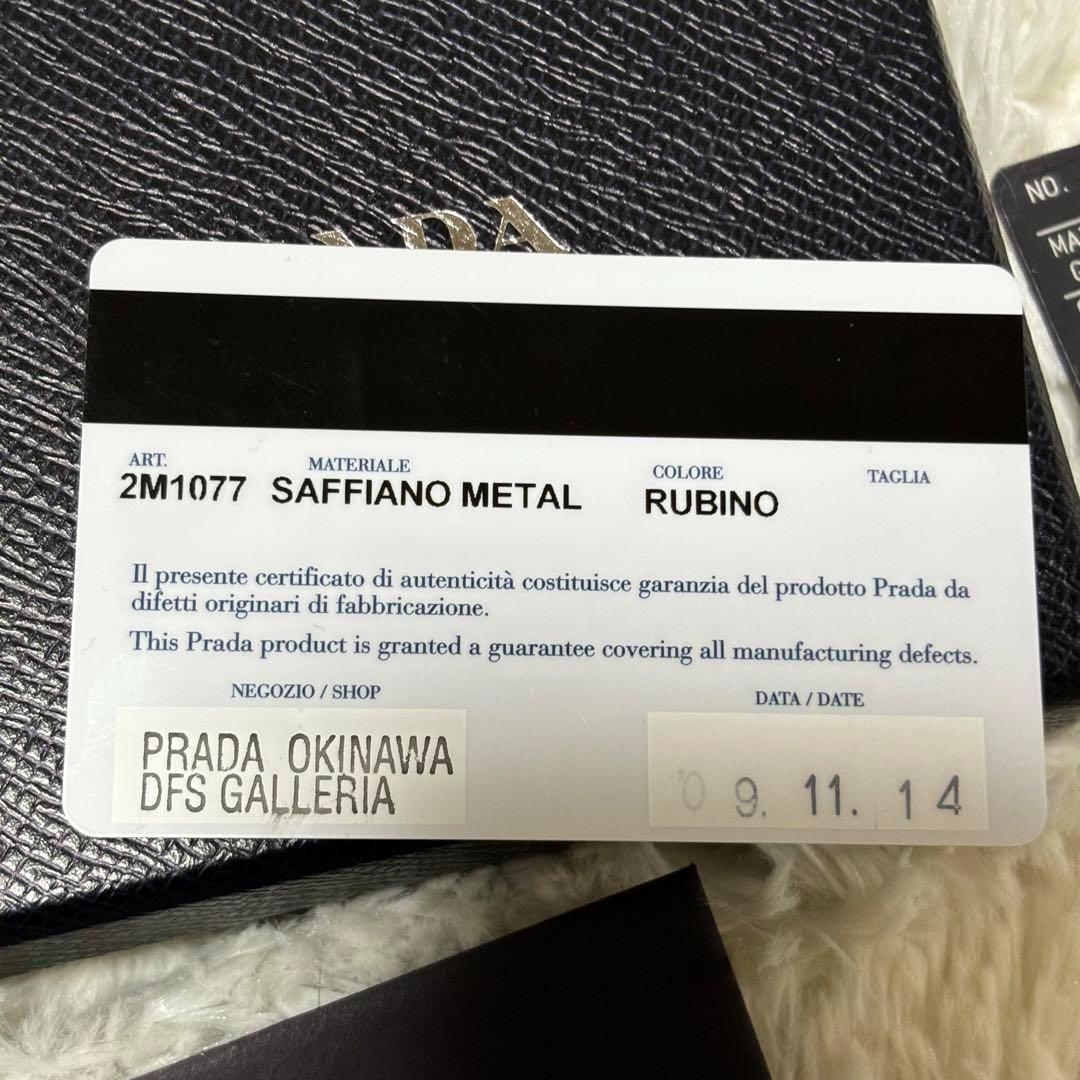 ADA
NO.
MA
ART. MATERIALE COLORE TAGLIA
2M1077 SAFFIANO METAL RUBINO
Il presente certificato di autenticità costituisce garanzia del prodotto Prada da
difetti originari di fabbricazione.
This Prada product is granted a guarantee covering all manufacturing defects.
NEGOZIO / SHOP DATA / DATE
PRADA OKINAWA
DFS GALLERIA
'09. 11. 14